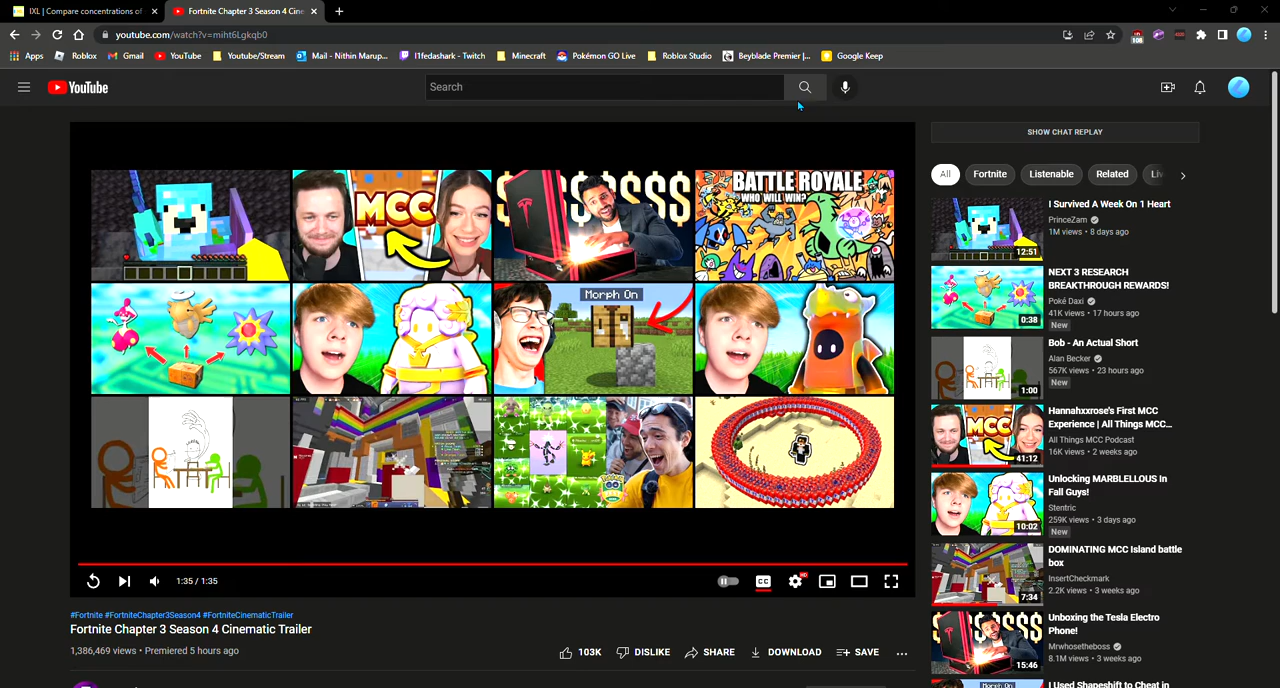 IXL | Compare concentrations of
Fortnite Chapter 3 Season 4 Cine
youtube.com/watch?v=miht6Lgkqb0
108
Apps
Roblox
Gmail
YouTube
Youtube/Stream
Mail - Nithin Marup...
l1fedashark - Twitch
Minecraft
Pokémon GO Live
Roblox Studio
Beyblade Premier |...
Google Keep
YouTube
Search
SHOW CHAT REPLAY
All
Fortnite
Listenable
Related
Liv
MCC
$$$$$
BATTLE ROYALE
WHO WILL WIN?
Morph On
1:35 / 1:35
CC
HD
#Fortnite #FortniteChapter3Season4 #FortniteCinematicTrailer
Fortnite Chapter 3 Season 4 Cinematic Trailer
1,386,469 views • Premiered 5 hours ago
103K
DISLIKE
SHARE
DOWNLOAD
SAVE
12:51
I Survived A Week On 1 Heart
PrinceZam
1M views • 8 days ago
0:38
NEXT 3 RESEARCH
BREAKTHROUGH REWARDS!
Poké Daxi
41K views • 17 hours ago
New
1:00
Bob - An Actual Short
Alan Becker
567K views • 23 hours ago
New
MCC
41:12
Hannahxxrose's First MCC
Experience | All Things MCC...
All Things MCC Podcast
16K views • 2 weeks ago
10:02
Unlocking MARBLELLOUS In
Fall Guys!
Stentric
259K views • 3 days ago
New
7:34
DOMINATING MCC Island battle
box
InsertCheckmark
2.2K views • 3 weeks ago
$$$$$
15:46
Unboxing the Tesla Electro
Phone!
Mrwhosetheboss
8.1M views • 3 weeks ago
Morph On
I Used Shapeshift to Cheat in